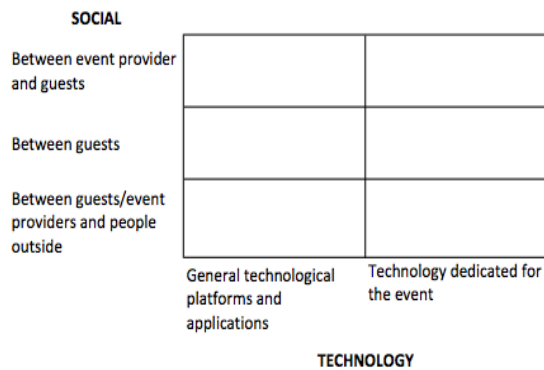 SOCIAL
Between event provider
and guests
Between guests
Between guests/event
providers and people
outside
General technological
platforms and
applications
Technology dedicated for
the event
TECHNOLOGY